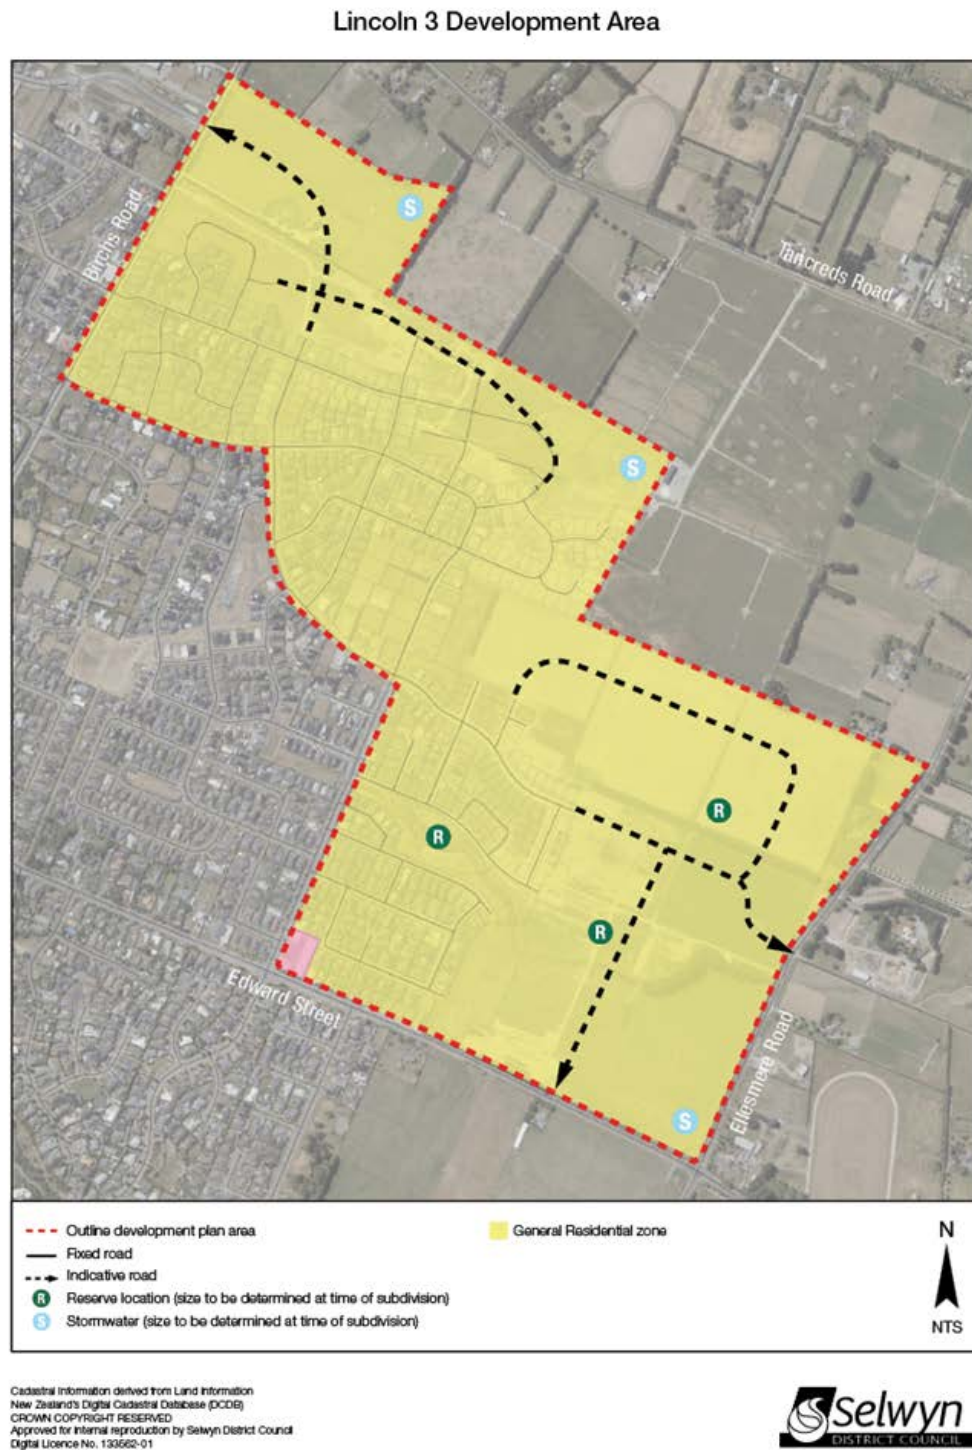 Lincoln 3 Development Area
Birchs Road
Tancreds Road
S
S
R
R
R
Edward Street
Ellesmere Road
S
Outline development plan area
General Residential zone
Fixed road
Indicative road
R Reserve location (size to be determined at time of subdivision)
S Stormwater (size to be determined at time of subdivision)
N
NTS
Cadastral Information derived from Land Information
New Zealand's Digital Cadastral Database (DCDB)
CROWN COPYRIGHT RESERVED
Approved for internal reproduction by Selwyn District Council
Digital Licence No. 133562-01
Selwyn
DISTRICT COUNCIL